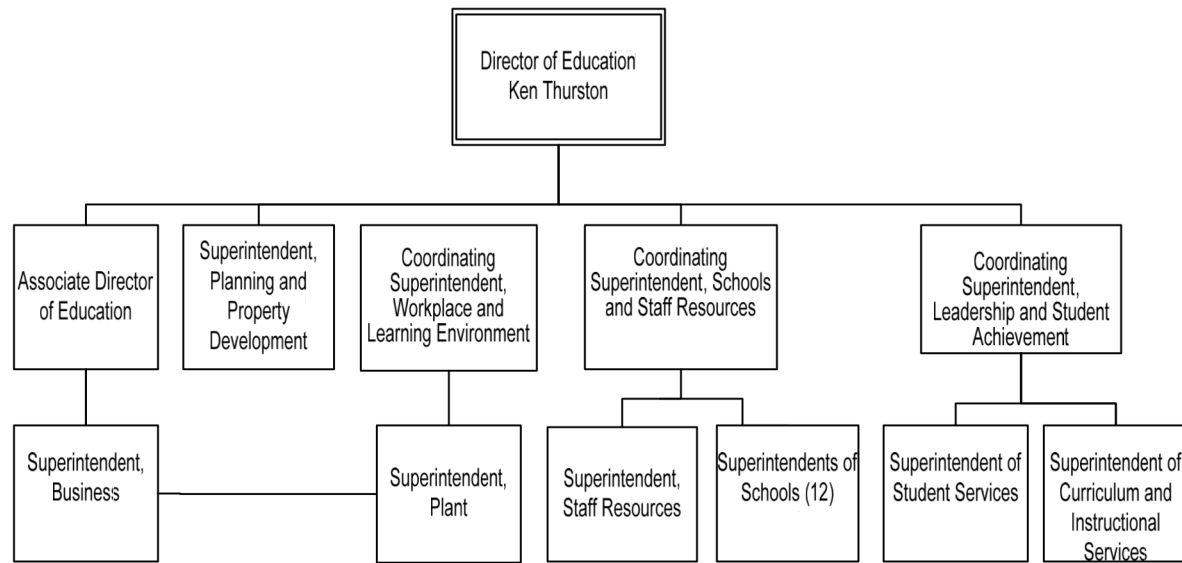 Director of Education
Ken Thurston
Associate Director
of Education
Superintendent,
Planning and
Property
Development
Coordinating
Superintendent,
Workplace and
Learning Environment
Coordinating
Superintendent, Schools
and Staff Resources
Coordinating
Superintendent,
Leadership and Student
Achievement
Superintendent,
Business
Superintendent,
Plant
Superintendent,
Staff Resources
Superintendents of
Schools (12)
Superintendent of
Student Services
Superintendent of
Curriculum and
Instructional
Services